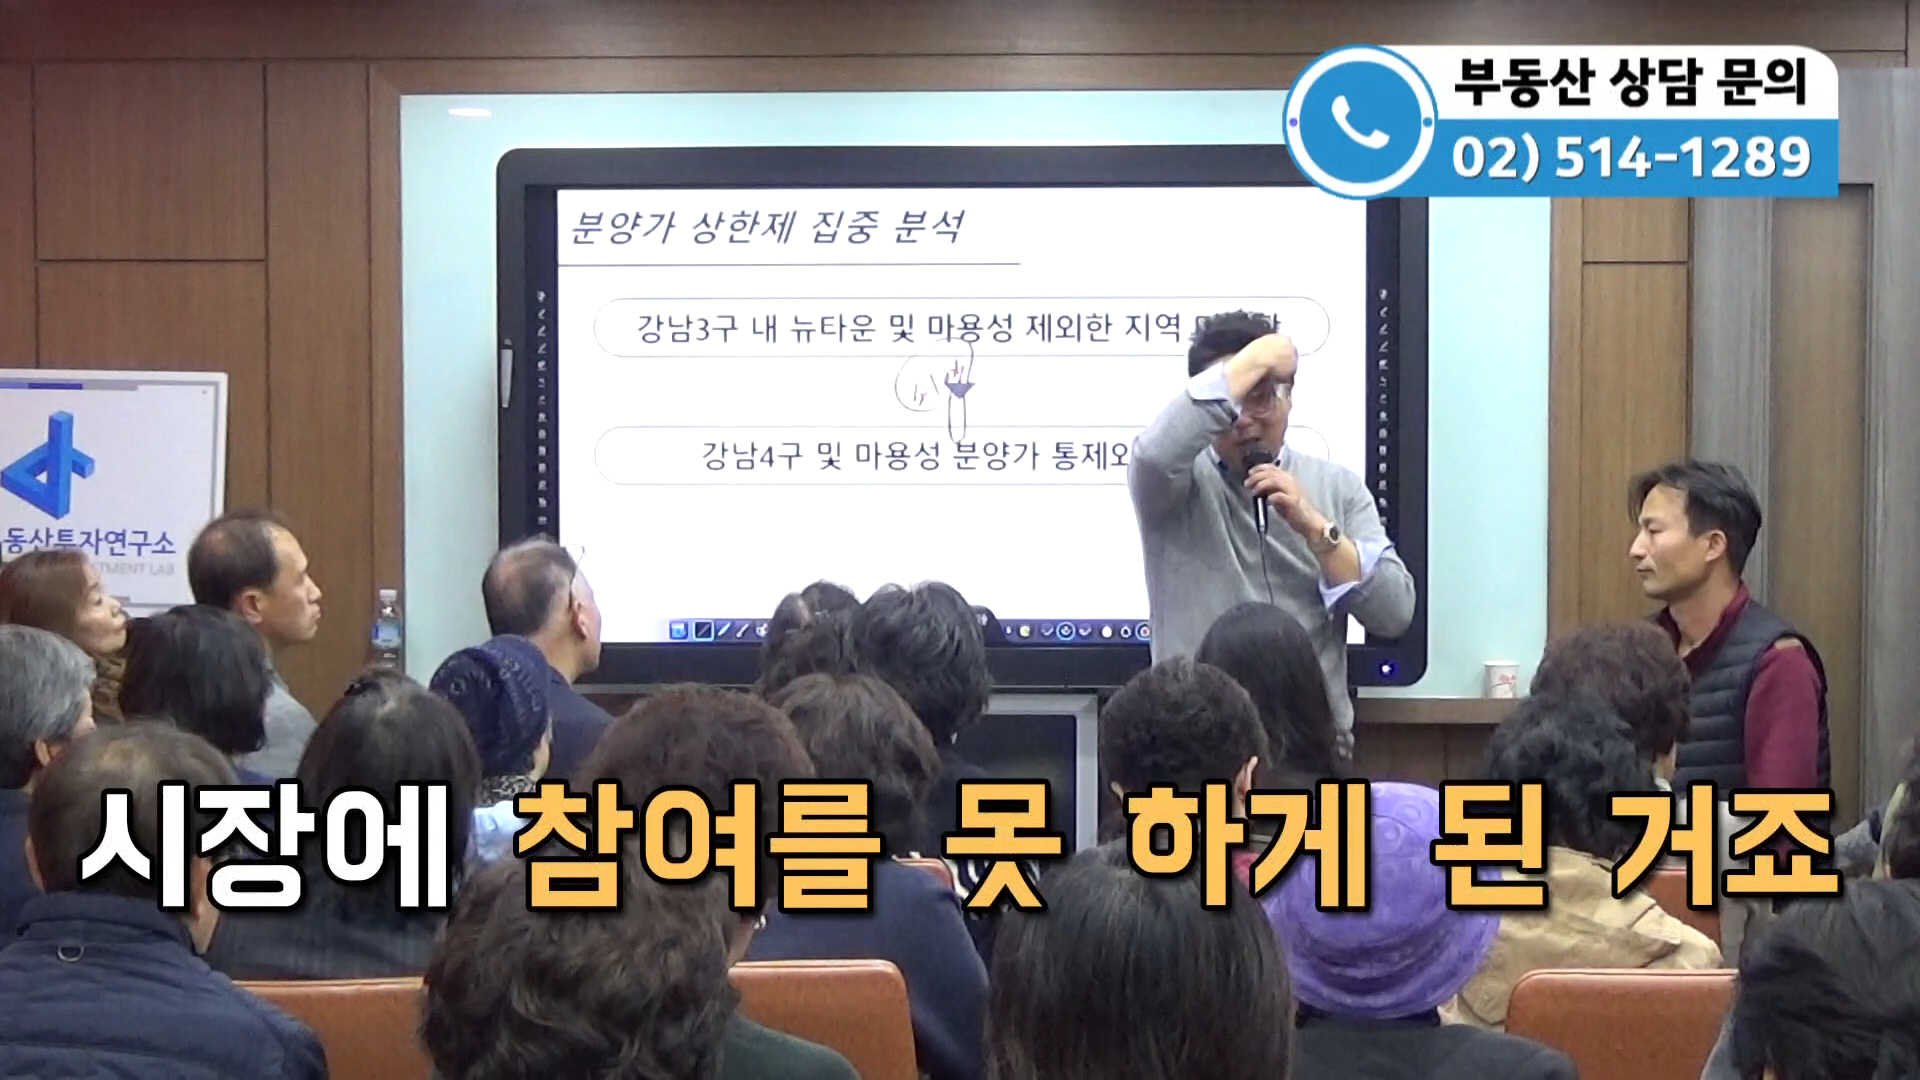 부동산 상담 문의
02) 514-1289
분양가 상한제 집중 분석
강남3구 내 뉴타운 및 마용성 제외한 지역
강남4구 및 마용성 분양가 통제외
동산투자연구소
TMENT LAB
시장에 참여를 못 하게 된 거죠